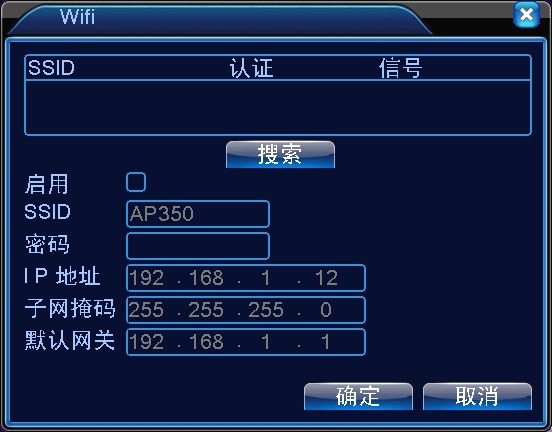 Wifi
SSID 认证 信号
搜索
启用
SSID AP350
密码
IP地址 192 . 168 . 1 . 12
子网掩码 255 . 255 . 255 . 0
默认网关 192 . 168 . 1 . 1
确定 取消